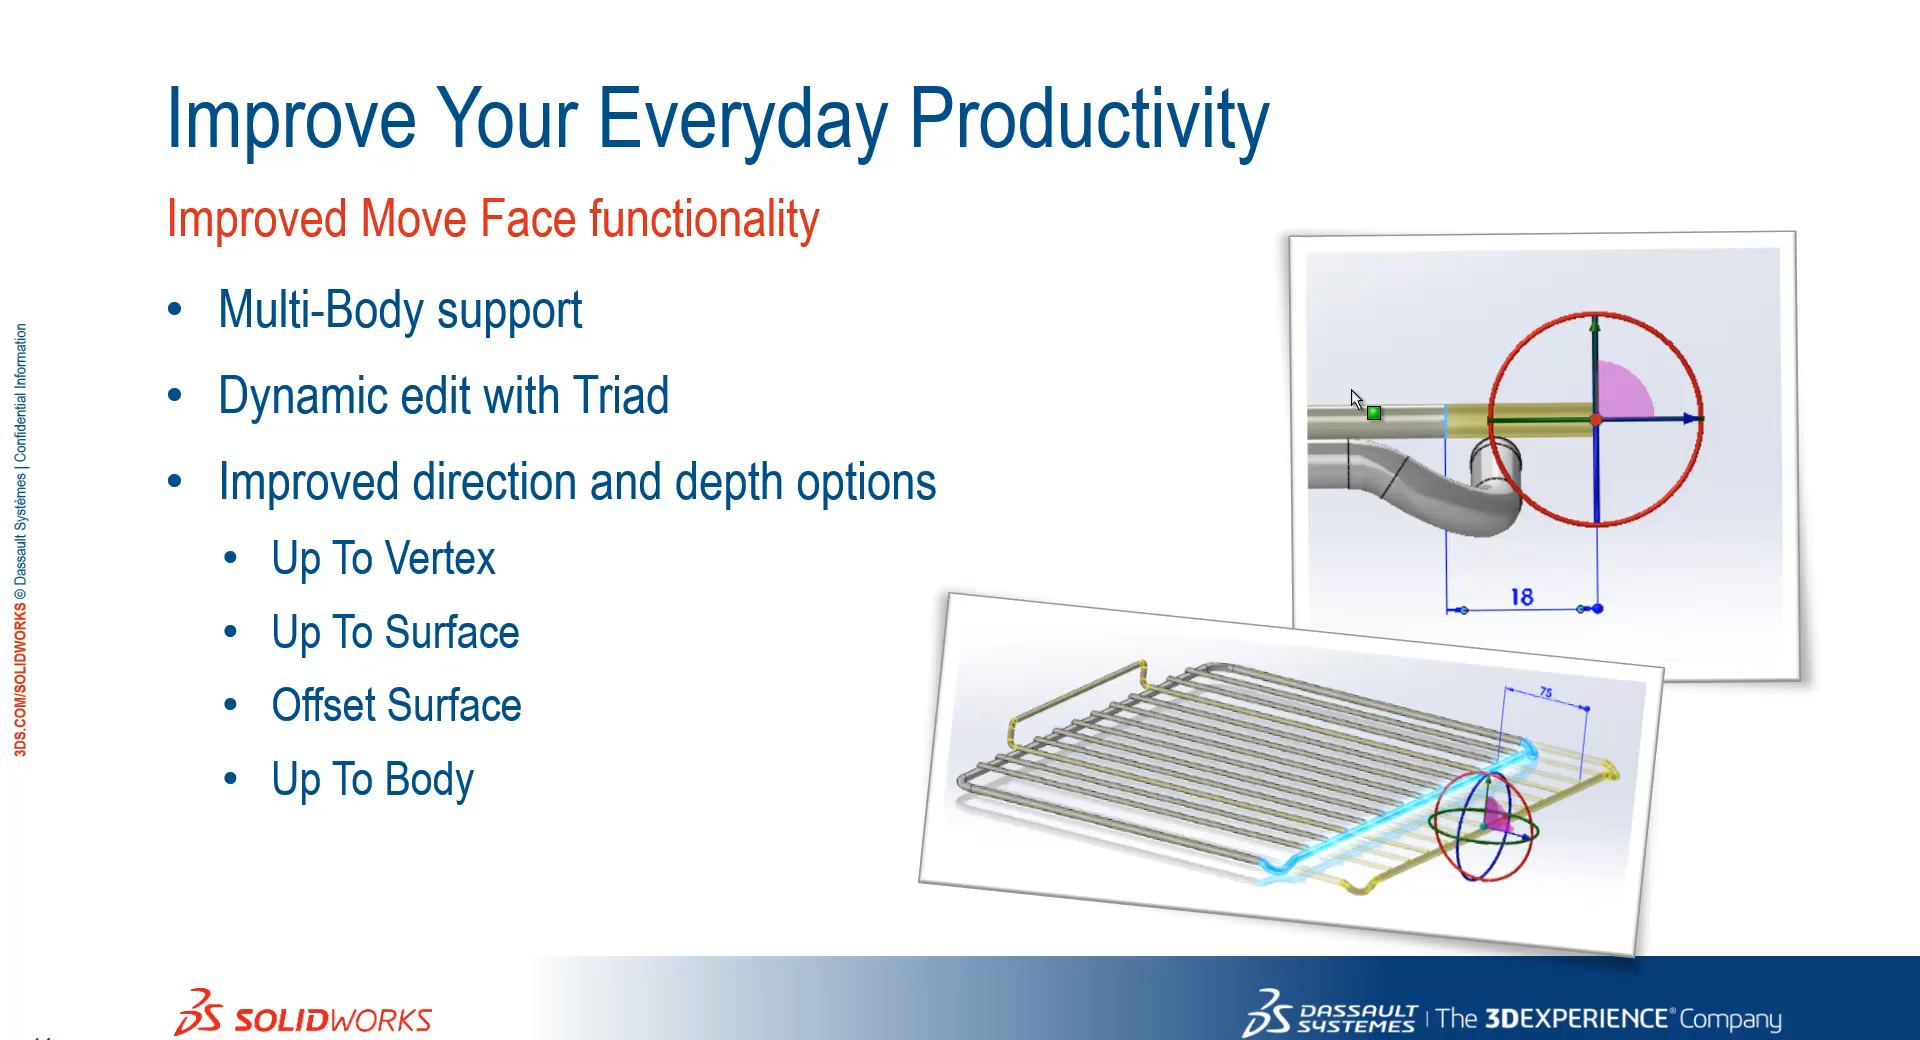 Improve Your Everyday Productivity
Improved Move Face functionality
• Multi-Body support
• Dynamic edit with Triad
• Improved direction and depth options
• Up To Vertex
• Up To Surface
• Offset Surface
• Up To Body
18
75
3DS.COM/SOLIDWORKS © Dassault Systèmes | Confidential Information
SOLIDWORKS
DASSAULT SYSTEMES | The 3DEXPERIENCE® Company